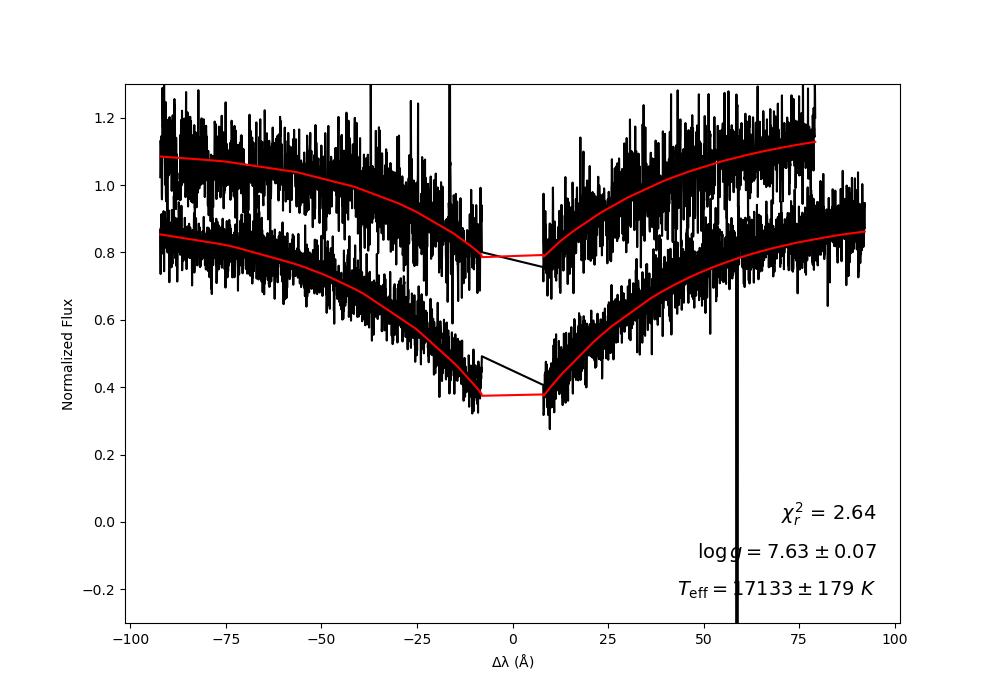 1.2
1.0
0.8
0.6
0.4
0.2
0.0
−0.2
Normalized Flux
χ²ᵣ = 2.64
log g = 7.63 ± 0.07
T_eff = 17133 ± 179 K
−100 −75 −50 −25 0 25 50 75 100
Δλ (Å)